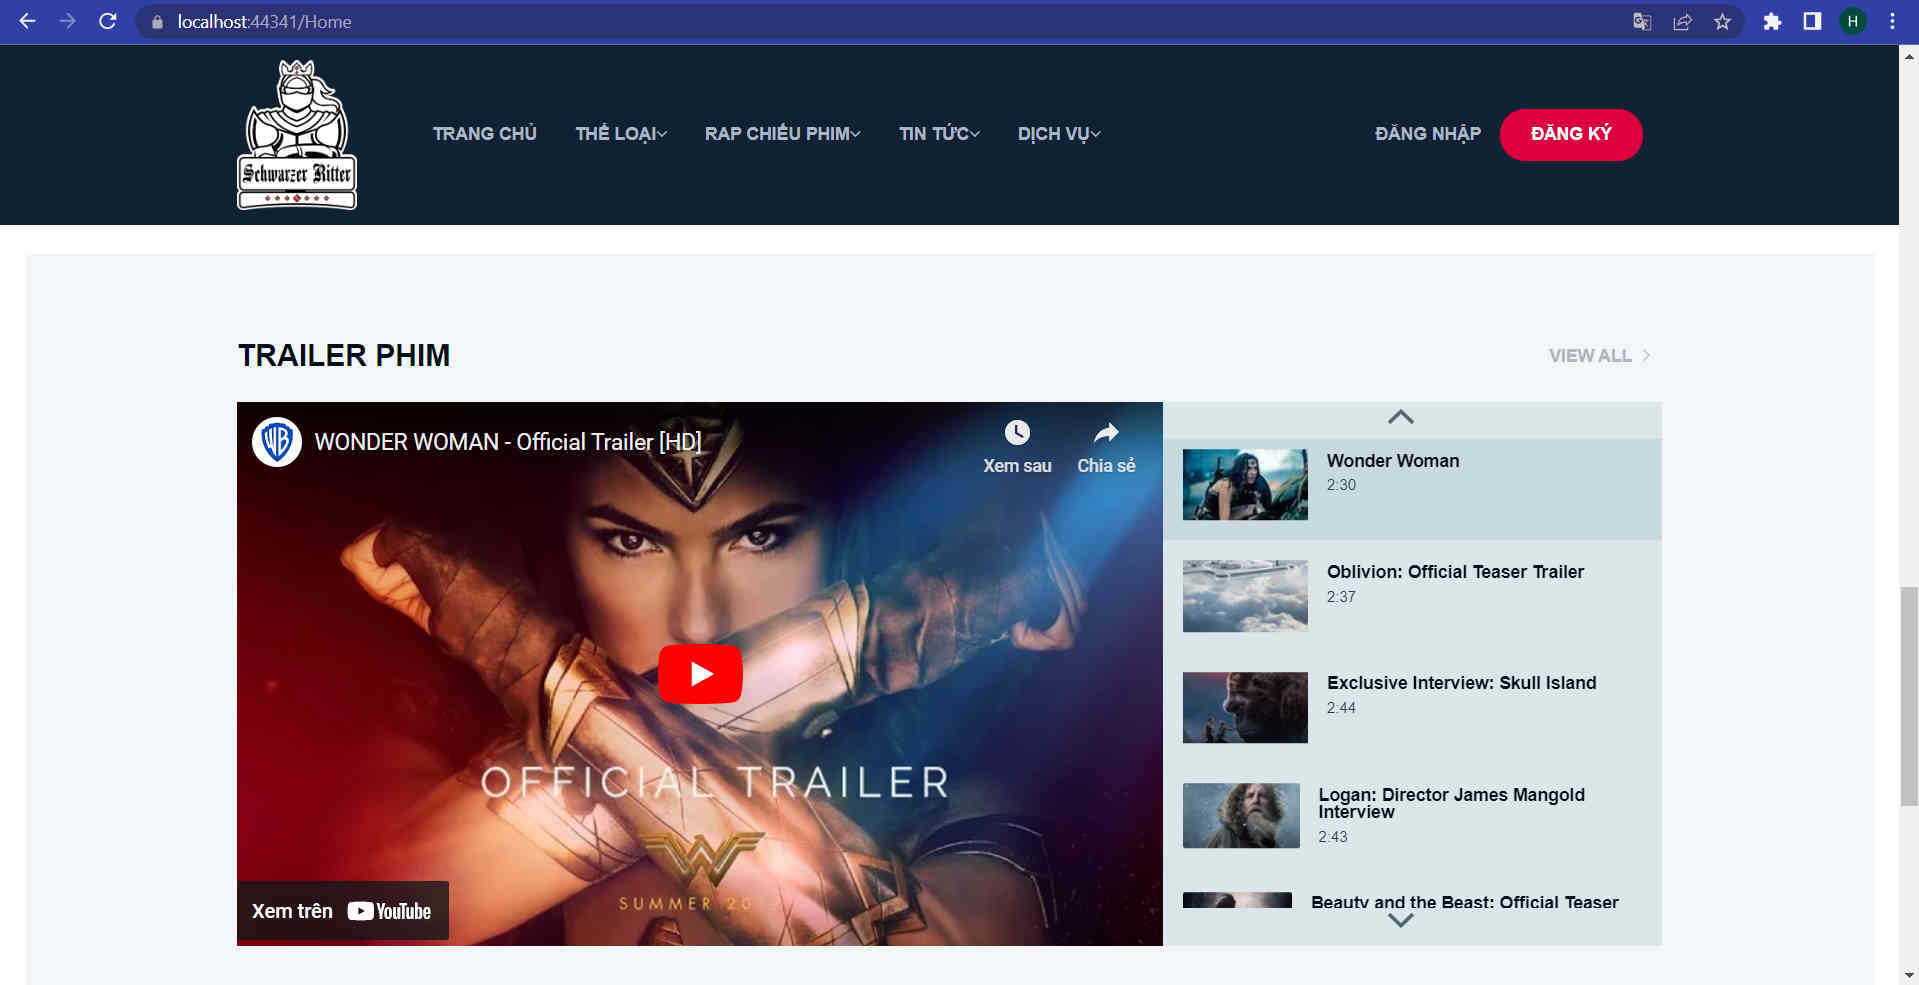 localhost:44341/Home
H
Schwarzer Ritter
TRANG CHỦ
THỂ LOẠI
RAP CHIẾU PHIM
TIN TỨC
DỊCH VỤ
ĐĂNG NHẬP
ĐĂNG KÝ
TRAILER PHIM
VIEW ALL
WB
WONDER WOMAN - Official Trailer [HD]
Xem sau
Chia sẻ
OFFICIAL TRAILER
SUMMER
Xem trên YouTube
Wonder Woman
2:30
Oblivion: Official Teaser Trailer
2:37
Exclusive Interview: Skull Island
2:44
Logan: Director James Mangold
Interview
2:43
Beauty and the Beast: Official Teaser